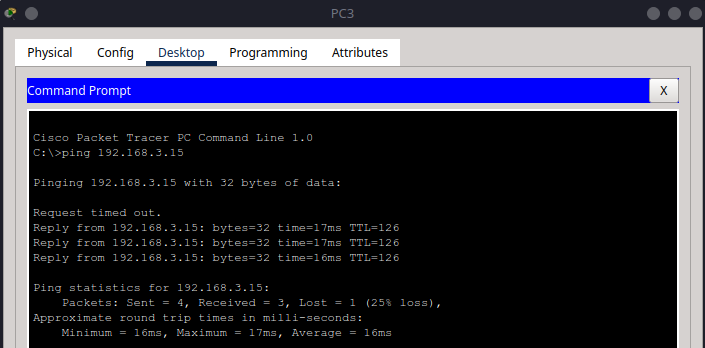 PC3
Physical Config Desktop Programming Attributes
Command Prompt X
Cisco Packet Tracer PC Command Line 1.0
C:\>ping 192.168.3.15
Pinging 192.168.3.15 with 32 bytes of data:
Request timed out.
Reply from 192.168.3.15: bytes=32 time=17ms TTL=126
Reply from 192.168.3.15: bytes=32 time=17ms TTL=126
Reply from 192.168.3.15: bytes=32 time=16ms TTL=126
Ping statistics for 192.168.3.15:
Packets: Sent = 4, Received = 3, Lost = 1 (25% loss),
Approximate round trip times in milli-seconds:
Minimum = 16ms, Maximum = 17ms, Average = 16ms